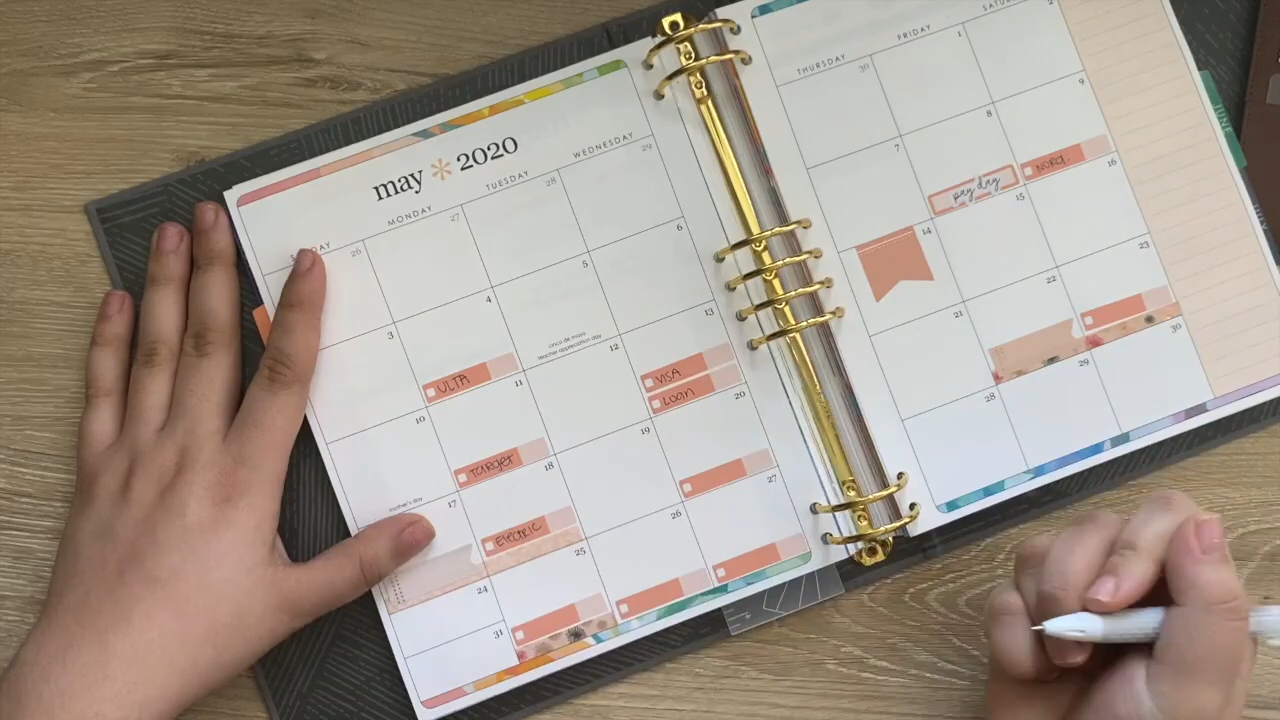 may * 2020
MONDAY TUESDAY WEDNESDAY
26 27 28 29
3 4 5 6
cinco de mayo
teacher appreciation day
ULTA
10 11 12 13
VISA
Loan
mother's day
Target
17 18 19 20
Electric
24 25 26 27
31
THURSDAY FRIDAY
30 1 2
7 8 9
pay day
Nord.
14 15 16
21 22 23
28 29 30
JUNE
JULY